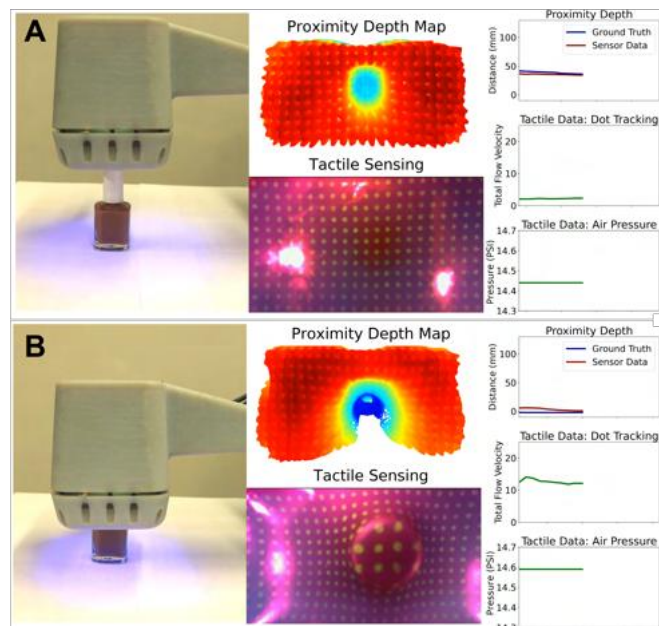 A
Proximity Depth Map
Tactile Sensing
Proximity Depth
Distance (mm)
100
50
0
Ground Truth
Sensor Data
Tactile Data: Dot Tracking
Total Flow Velocity
20
10
0
Tactile Data: Air Pressure
Pressure (PSI)
14.7
14.6
14.5
14.4
14.3
B
Proximity Depth Map
Tactile Sensing
Proximity Depth
Distance (mm)
100
50
0
Ground Truth
Sensor Data
Tactile Data: Dot Tracking
Total Flow Velocity
20
10
0
Tactile Data: Air Pressure
Pressure (PSI)
14.7
14.6
14.5
14.4
14.3